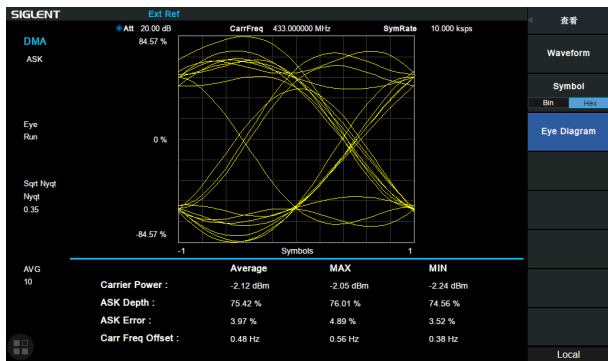 SIGLENT Ext Ref
Att 20.00 dB CarrFreq 433.000000 MHz SymRate 10.000 ksps
DMA
ASK
Eye
Run
Sqrt Nyqt
Nyqt
0.35
AVG
10
84.57 %
0 %
-84.57 %
-1 Symbols 1
Average MAX MIN
Carrier Power : -2.12 dBm -2.05 dBm -2.24 dBm
ASK Depth : 75.42 % 76.01 % 74.56 %
ASK Error : 3.97 % 4.89 % 3.52 %
Carr Freq Offset : 0.48 Hz 0.56 Hz 0.38 Hz
查看
Waveform
Symbol
Bin Hex
Eye Diagram
Local